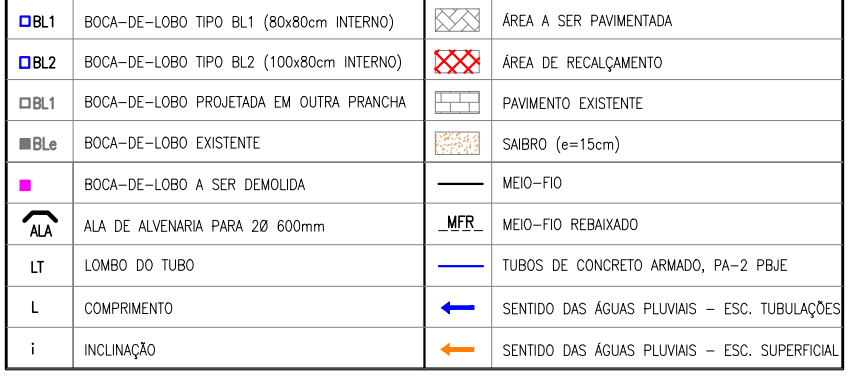 BL1 BOCA-DE-LOBO TIPO BL1 (80x80cm INTERNO)
BL2 BOCA-DE-LOBO TIPO BL2 (100x80cm INTERNO)
BL1 BOCA-DE-LOBO PROJETADA EM OUTRA PRANCHA
BLe BOCA-DE-LOBO EXISTENTE
BOCA-DE-LOBO A SER DEMOLIDA
ALA ALA DE ALVENARIA PARA 2Ø 600mm
LT LOMBO DO TUBO
L COMPRIMENTO
i INCLINAÇÃO
ÁREA A SER PAVIMENTADA
ÁREA DE RECALÇAMENTO
PAVIMENTO EXISTENTE
SAIBRO (e=15cm)
MEIO-FIO
MFR MEIO-FIO REBAIXADO
TUBOS DE CONCRETO ARMADO, PA-2 PBJE
SENTIDO DAS ÁGUAS PLUVIAIS - ESC. TUBULAÇÕES
SENTIDO DAS ÁGUAS PLUVIAIS - ESC. SUPERFICIAL